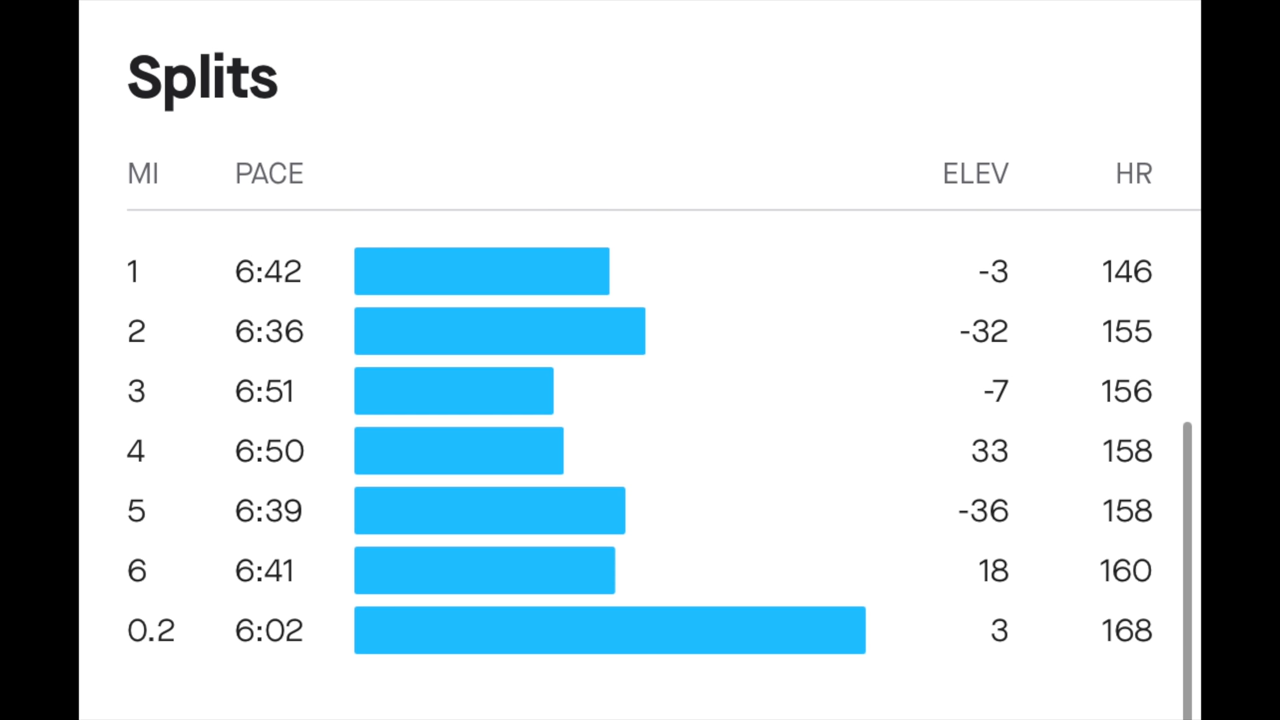 Splits
MI PACE ELEV HR
1 6:42 -3 146
2 6:36 -32 155
3 6:51 -7 156
4 6:50 33 158
5 6:39 -36 158
6 6:41 18 160
0.2 6:02 3 168